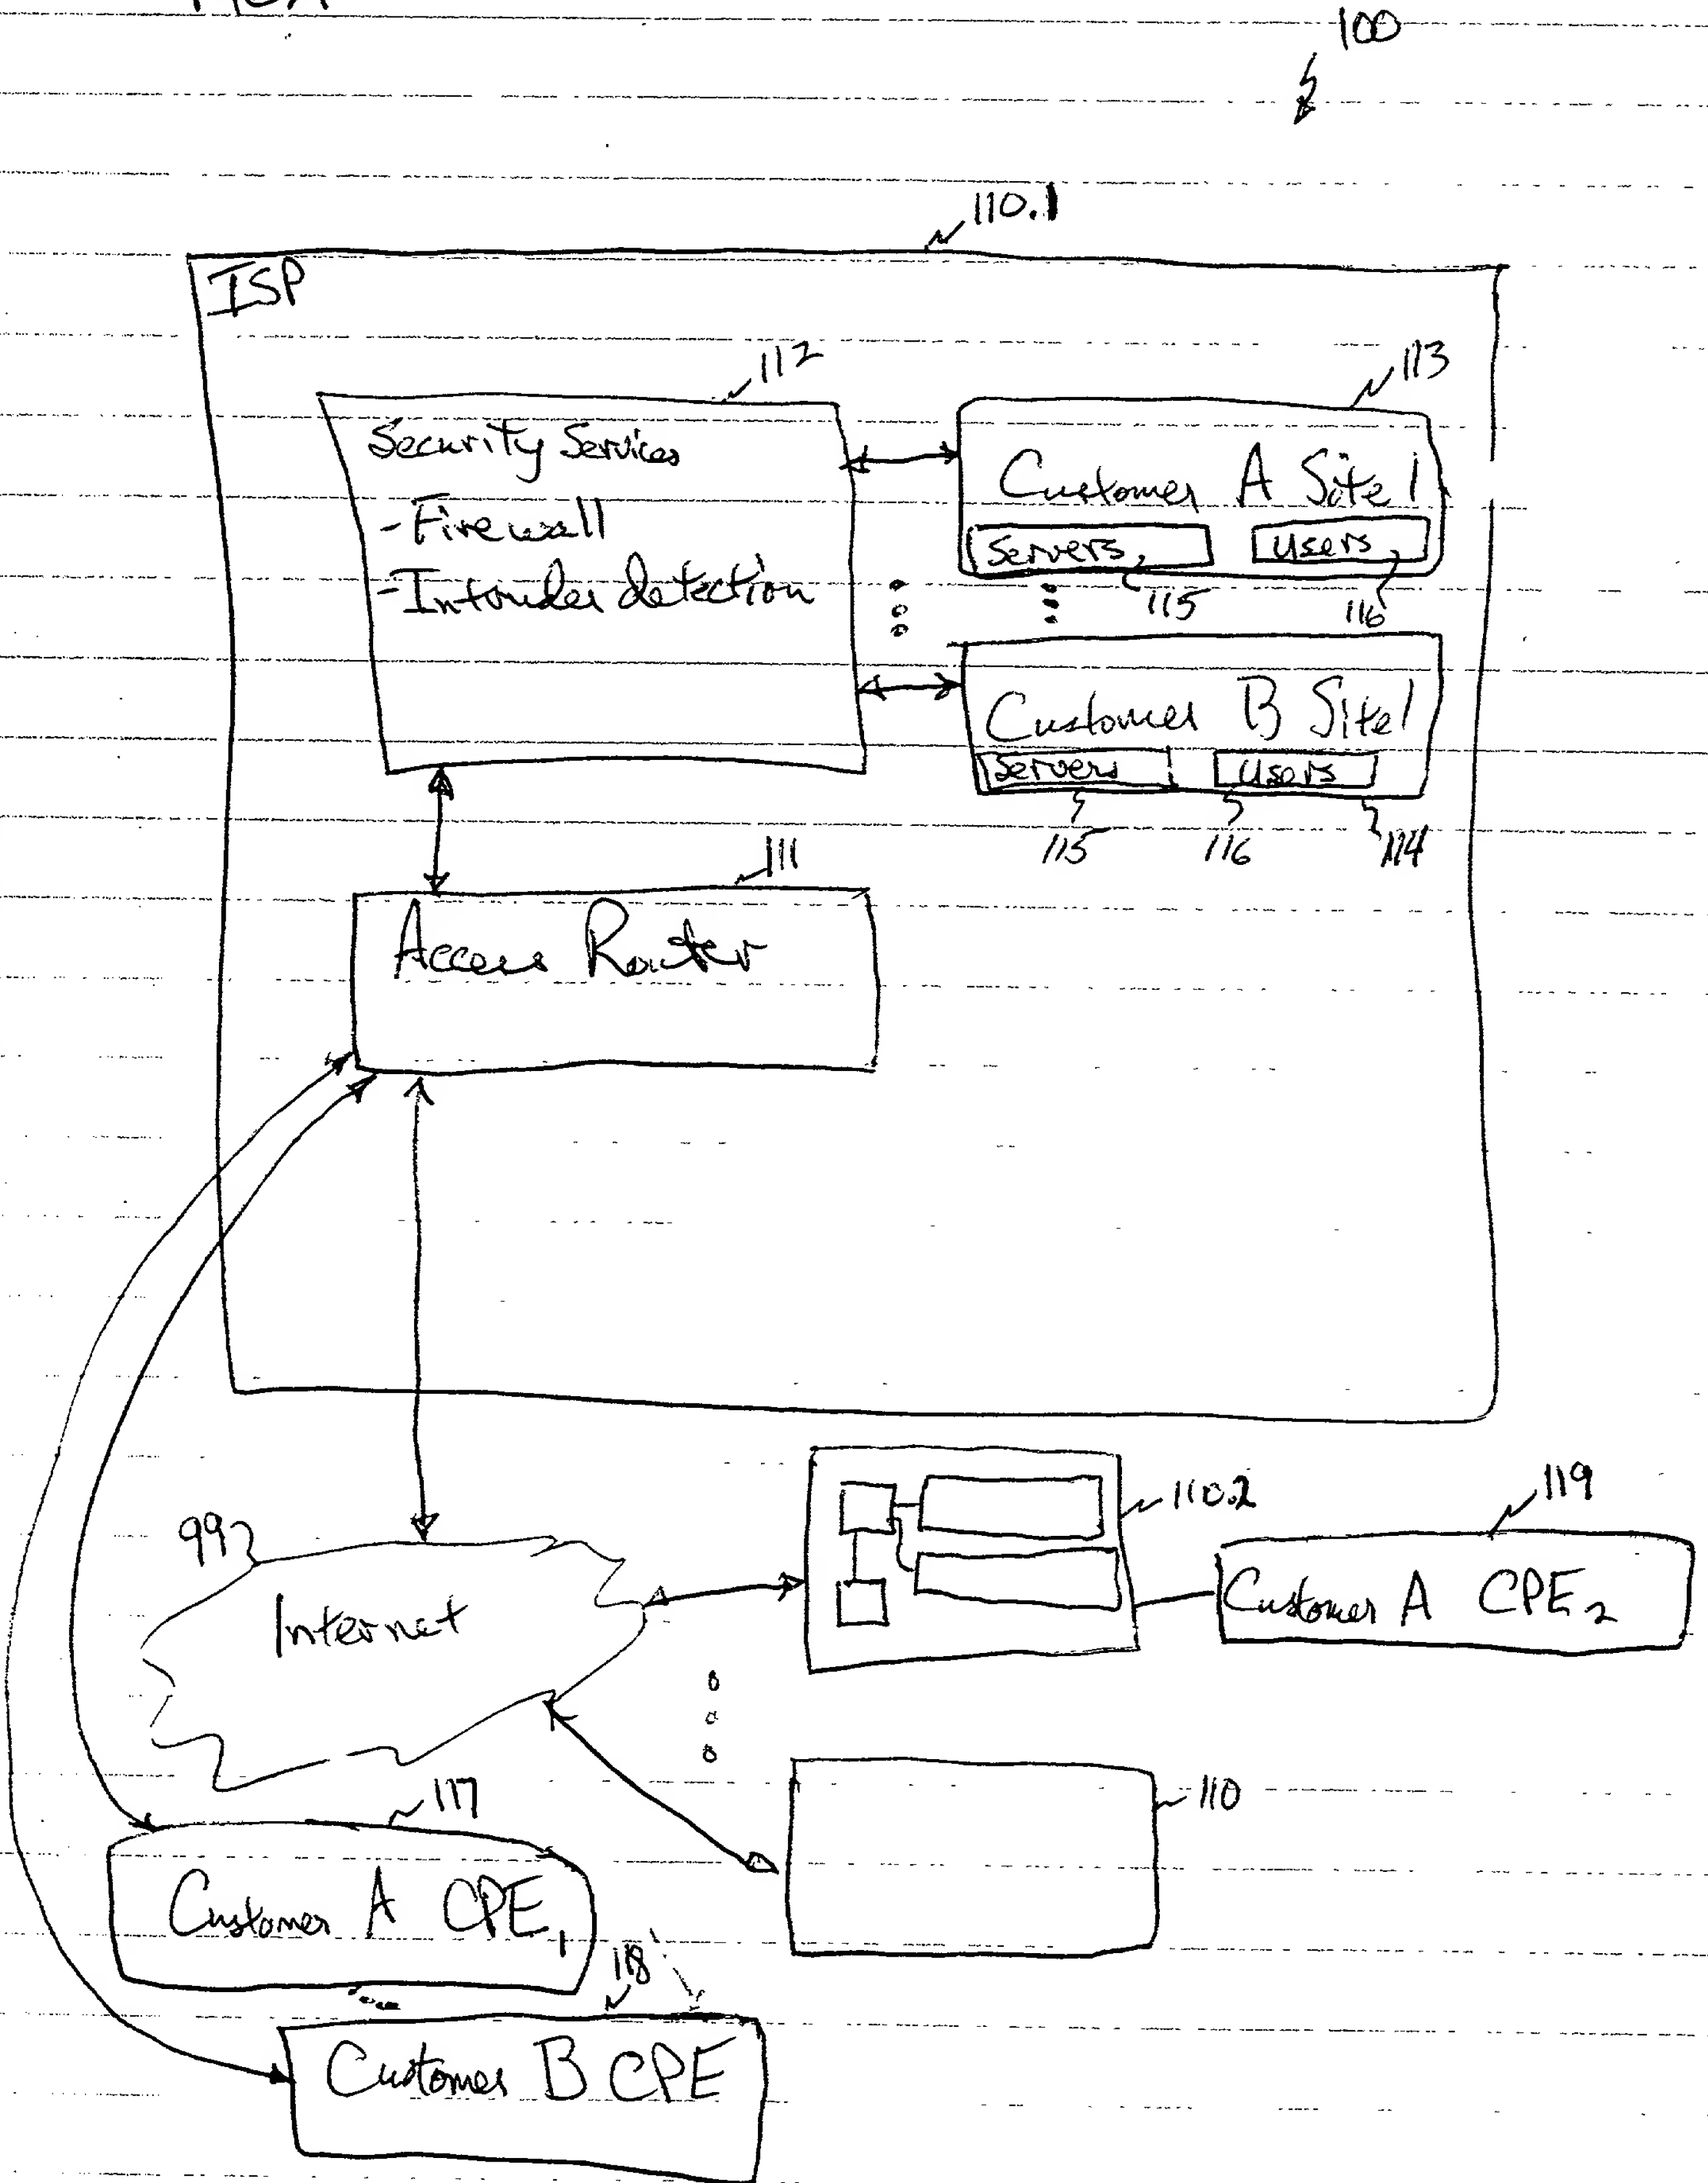 100
110.1
ISP
112
113
Security Services
- Firewall
- Intruder detection
Customer A Site 1
Servers
Users
115
116
Customer B Site 1
Servers
Users
115
116
114
111
Access Router
99
Internet
110.2
119
Customer A CPE2
110
117
Customer A CPE1
118
Customer B CPE